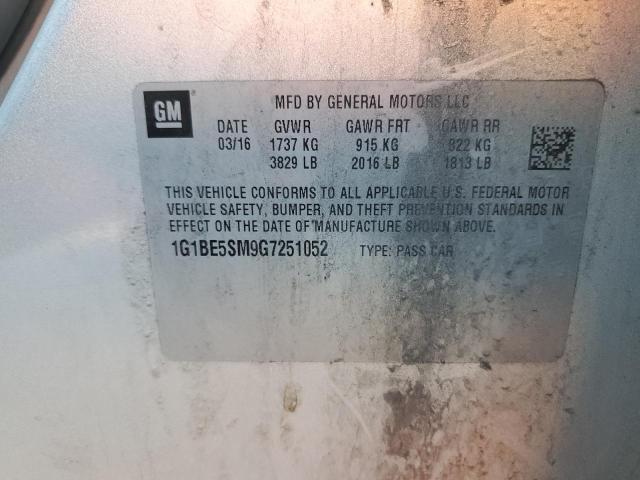 GM
MFD BY GENERAL MOTORS LLC
DATE GVWR GAWR FRT GAWR RR
03/16 1737 KG 915 KG 822 KG
3829 LB 2016 LB 1813 LB
THIS VEHICLE CONFORMS TO ALL APPLICABLE U.S. FEDERAL MOTOR
VEHICLE SAFETY, BUMPER, AND THEFT PREVENTION STANDARDS IN
EFFECT ON THE DATE OF MANUFACTURE SHOWN ABOVE.
1G1BE5SM9G7251052 TYPE: PASS CAR